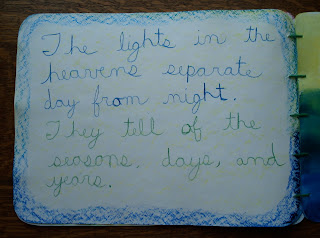 The lights in the
heavens separate
day from night.
They tell of the
seasons, days, and
years.